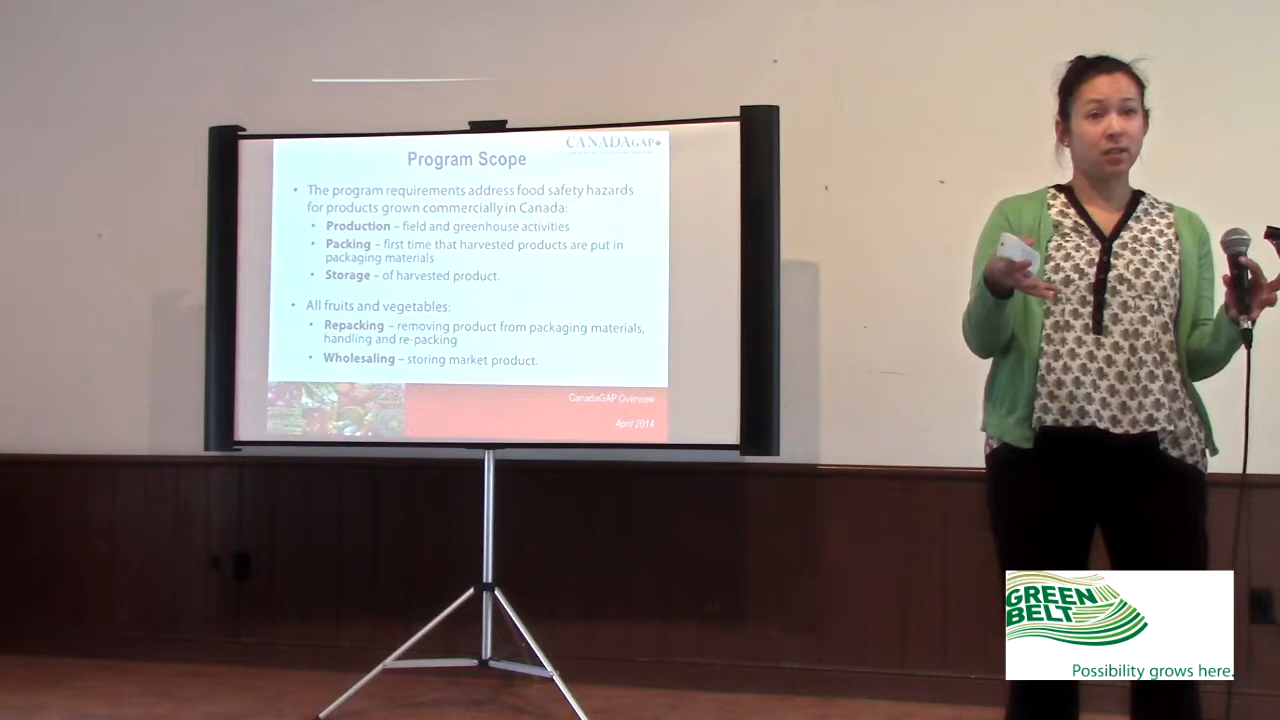 CANADAGAP
Program Scope
• The program requirements address food safety hazards
for products grown commercially in Canada:
• Production – field and greenhouse activities
• Packing – first time that harvested products are put in
packaging materials
• Storage – of harvested product.
• All fruits and vegetables:
• Repacking – removing product from packaging materials,
handling and re-packing
• Wholesaling – storing market product.
CanadaGAP Overview
April 2014
GREEN
BELT
Possibility grows here.